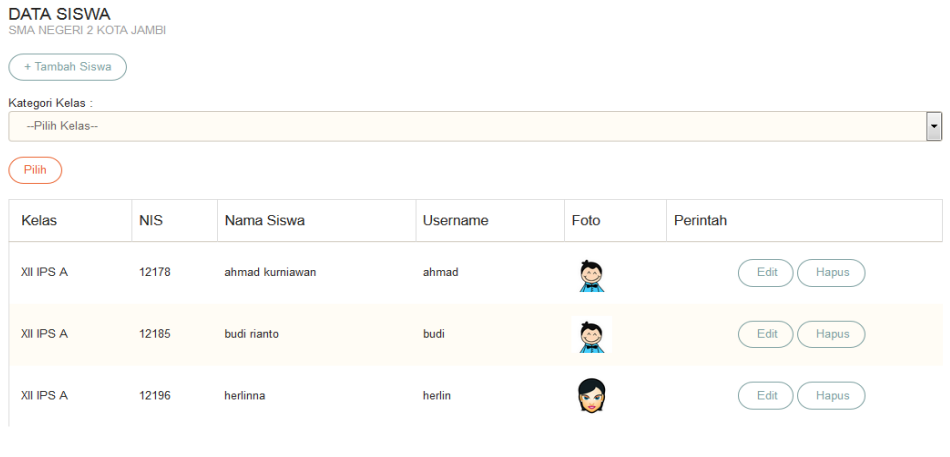 DATA SISWA
SMA NEGERI 2 KOTA JAMBI
+ Tambah Siswa
Kategori Kelas :
--Pilih Kelas--
Pilih
Kelas NIS Nama Siswa Username Foto Perintah
XII IPS A 12178 ahmad kurniawan ahmad Edit Hapus
XII IPS A 12185 budi rianto budi Edit Hapus
XII IPS A 12196 herlinna herlin Edit Hapus